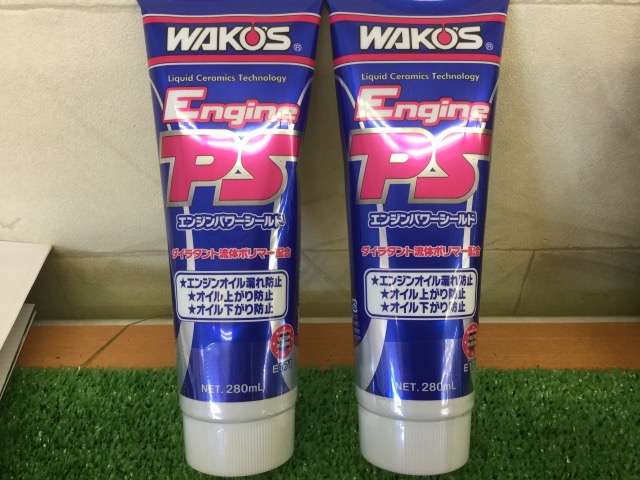 WAKO'S®
Liquid Ceramics Technology
Engine
PS
エンジンパワーシールド
ダイラタント流体ポリマー配合
★エンジンオイル漏れ防止
★オイル上がり防止
★オイル下がり防止
E170
NET. 280mL
WAKO'S®
Liquid Ceramics Technology
Engine
PS
エンジンパワーシールド
ダイラタント流体ポリマー配合
★エンジンオイル漏れ防止
★オイル上がり防止
★オイル下がり防止
NET. 280mL